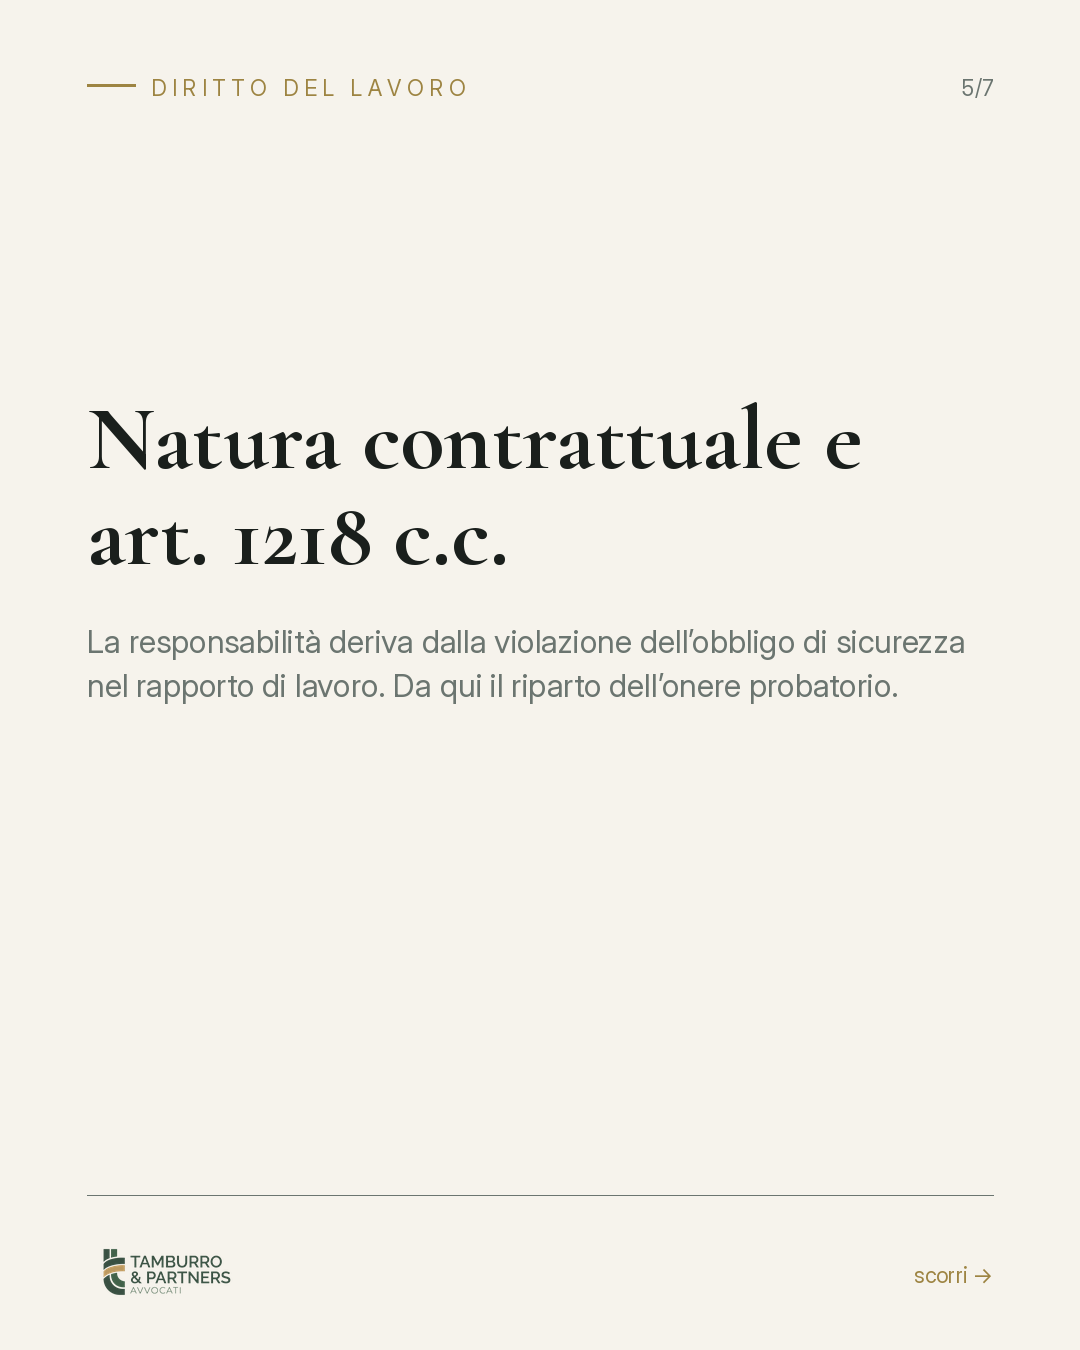 DIRITTO DEL LAVORO
5/7
Natura contrattuale e
art. 1218 c.c.
La responsabilità deriva dalla violazione dell’obbligo di sicurezza
nel rapporto di lavoro. Da qui il riparto dell’onere probatorio.
TAMBURRO
& PARTNERS
AVVOCATI
scorri →